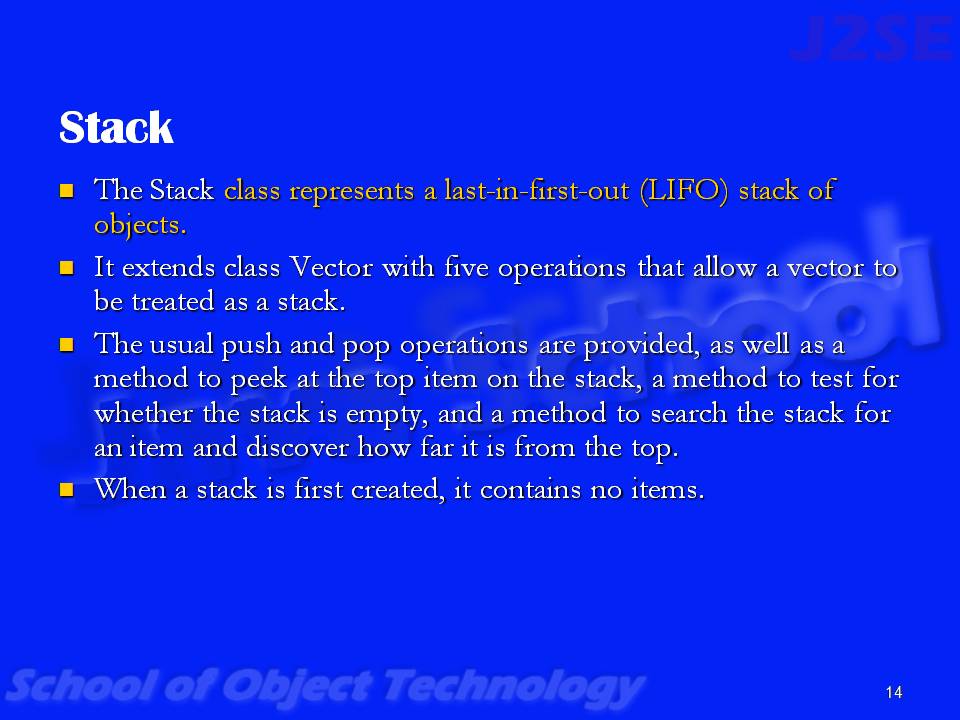 J2SE
Stack
The Stack class represents a last-in-first-out (LIFO) stack of
objects.
It extends class Vector with five operations that allow a vector to
be treated as a stack.
The usual push and pop operations are provided, as well as a
method to peek at the top item on the stack, a method to test for
whether the stack is empty, and a method to search the stack for
an item and discover how far it is from the top.
When a stack is first created, it contains no items.
Java School
School of Object Technology
14